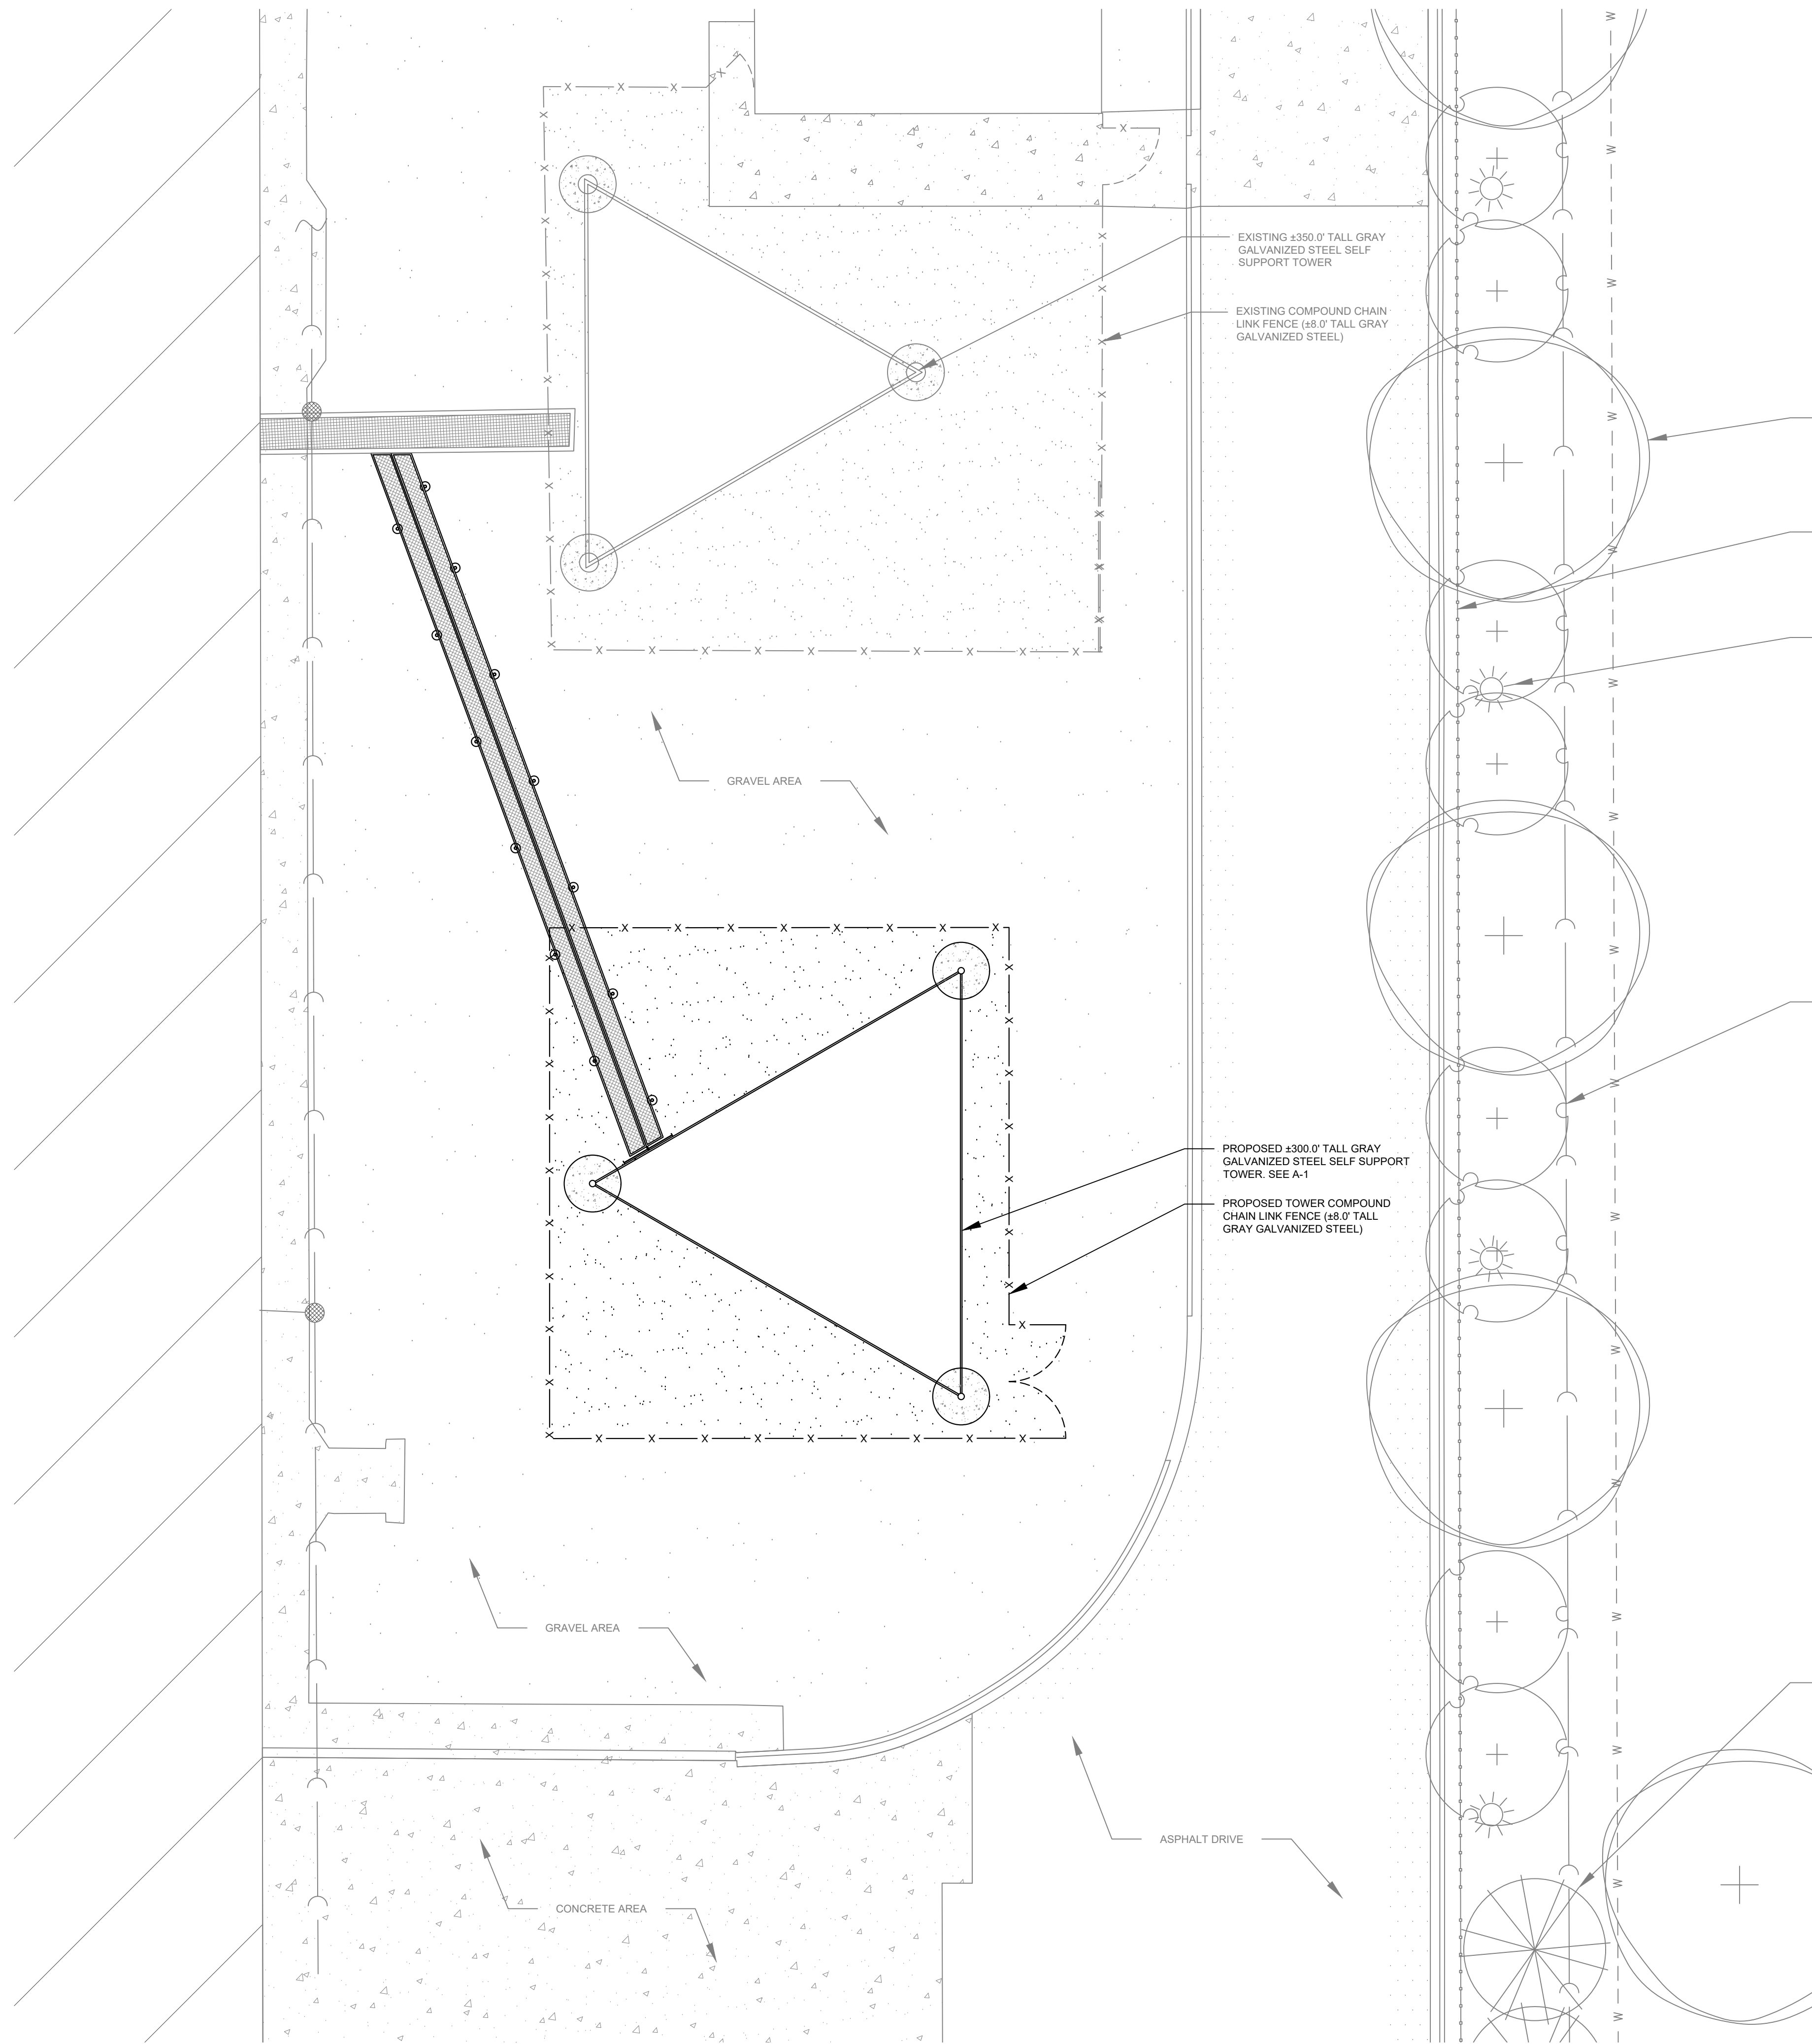 EXISTING ±350.0' TALL GRAY
GALVANIZED STEEL SELF
SUPPORT TOWER
EXISTING COMPOUND CHAIN
LINK FENCE (±8.0' TALL GRAY
GALVANIZED STEEL)
GRAVEL AREA
PROPOSED ±300.0' TALL GRAY
GALVANIZED STEEL SELF SUPPORT
TOWER. SEE A-1
PROPOSED TOWER COMPOUND
CHAIN LINK FENCE (±8.0' TALL
GRAY GALVANIZED STEEL)
GRAVEL AREA
ASPHALT DRIVE
CONCRETE AREA